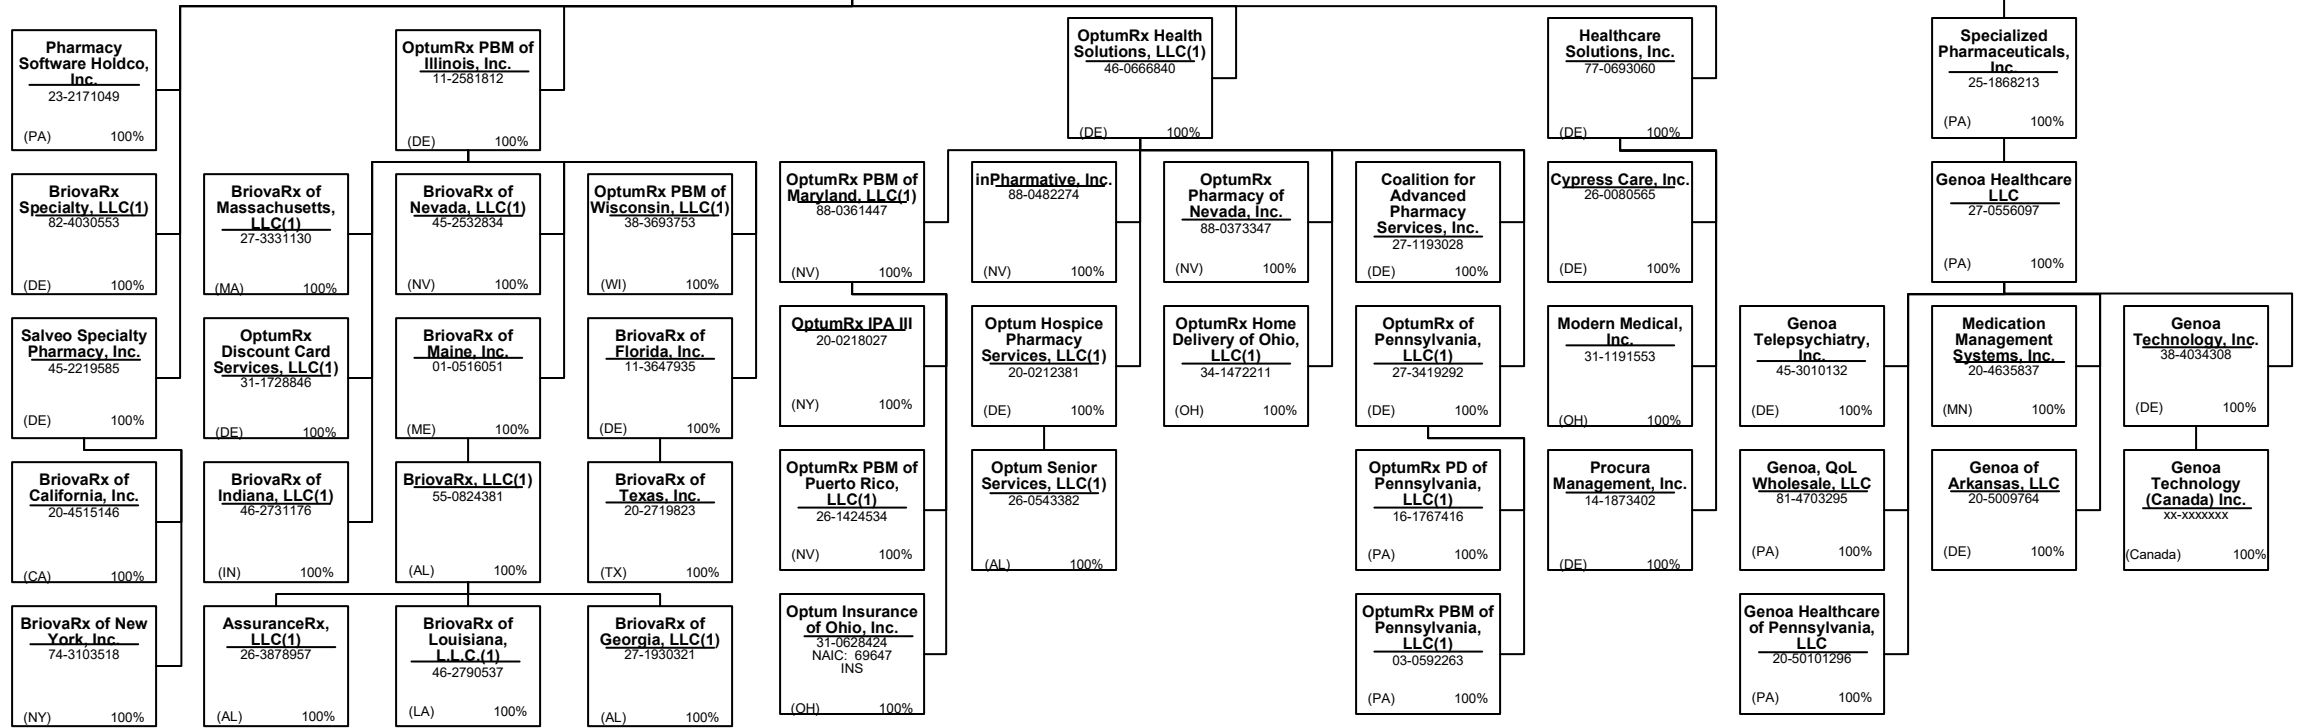 Pharmacy
Software Holdco,
Inc.
23-2171049
(PA) 100%
OptumRx PBM of
Illinois, Inc.
11-2581812
(DE) 100%
OptumRx Health
Solutions, LLC(1)
46-0666840
(DE) 100%
Healthcare
Solutions, Inc.
77-0693060
(DE) 100%
Specialized
Pharmaceuticals,
Inc.
25-1868213
(PA) 100%
BriovaRx
Specialty, LLC(1)
82-4030553
(DE) 100%
BriovaRx of
Massachusetts,
LLC(1)
27-3331130
(MA) 100%
BriovaRx of
Nevada, LLC(1)
45-2532834
(NV) 100%
OptumRx PBM of
Wisconsin, LLC(1)
38-3693753
(WI) 100%
OptumRx PBM of
Maryland, LLC(1)
88-0361447
(NV) 100%
inPharmative, Inc.
88-0482274
(NV) 100%
OptumRx
Pharmacy of
Nevada, Inc.
88-0373347
(NV) 100%
Coalition for
Advanced
Pharmacy
Services, Inc.
27-1193028
(DE) 100%
Cypress Care, Inc.
26-0080565
(DE) 100%
Genoa Healthcare
LLC
27-0556097
(PA) 100%
Salveo Specialty
Pharmacy, Inc.
45-2219585
(DE) 100%
OptumRx
Discount Card
Services, LLC(1)
31-1728846
(DE) 100%
BriovaRx of
Maine, Inc.
01-0516051
(ME) 100%
BriovaRx of
Florida, Inc.
11-3647935
(DE) 100%
OptumRx IPA III
20-0218027
(NY) 100%
Optum Hospice
Pharmacy
Services, LLC(1)
20-0212381
(DE) 100%
OptumRx Home
Delivery of Ohio,
LLC(1)
34-1472211
(OH) 100%
OptumRx of
Pennsylvania,
LLC(1)
27-3419292
(DE) 100%
Modern Medical,
Inc.
31-1191553
(OH) 100%
Genoa
Telepsychiatry,
Inc.
45-3010132
(DE) 100%
Medication
Management
Systems, Inc.
20-4635837
(MN) 100%
Genoa
Technology, Inc.
38-4034308
(DE) 100%
BriovaRx of
California, Inc.
20-4515146
(CA) 100%
BriovaRx of
Indiana, LLC(1)
46-2731176
(IN) 100%
BriovaRx, LLC(1)
55-0824381
(AL) 100%
BriovaRx of
Texas, Inc.
20-2719823
(TX) 100%
OptumRx PBM of
Puerto Rico,
LLC(1)
26-1424534
(NV) 100%
Optum Senior
Services, LLC(1)
26-0543382
(AL) 100%
OptumRx PD of
Pennsylvania,
LLC(1)
16-1767416
(PA) 100%
Procura
Management, Inc.
14-1873402
(DE) 100%
Genoa, QoL
Wholesale, LLC
81-4703295
(PA) 100%
Genoa of
Arkansas, LLC
20-5009764
(DE) 100%
Genoa
Technology
(Canada) Inc.
xx-xxxxxxx
(Canada) 100%
BriovaRx of New
York, Inc.
74-3103518
(NY) 100%
AssuranceRx,
LLC(1)
26-3878957
(AL) 100%
BriovaRx of
Louisiana,
L.L.C.(1)
46-2790537
(LA) 100%
BriovaRx of
Georgia, LLC(1)
27-1930321
(AL) 100%
Optum Insurance
of Ohio, Inc.
31-0628424
NAIC: 69647
INS
(OH) 100%
OptumRx PBM of
Pennsylvania,
LLC(1)
03-0592263
(PA) 100%
Genoa Healthcare
of Pennsylvania,
LLC
20-50101296
(PA) 100%